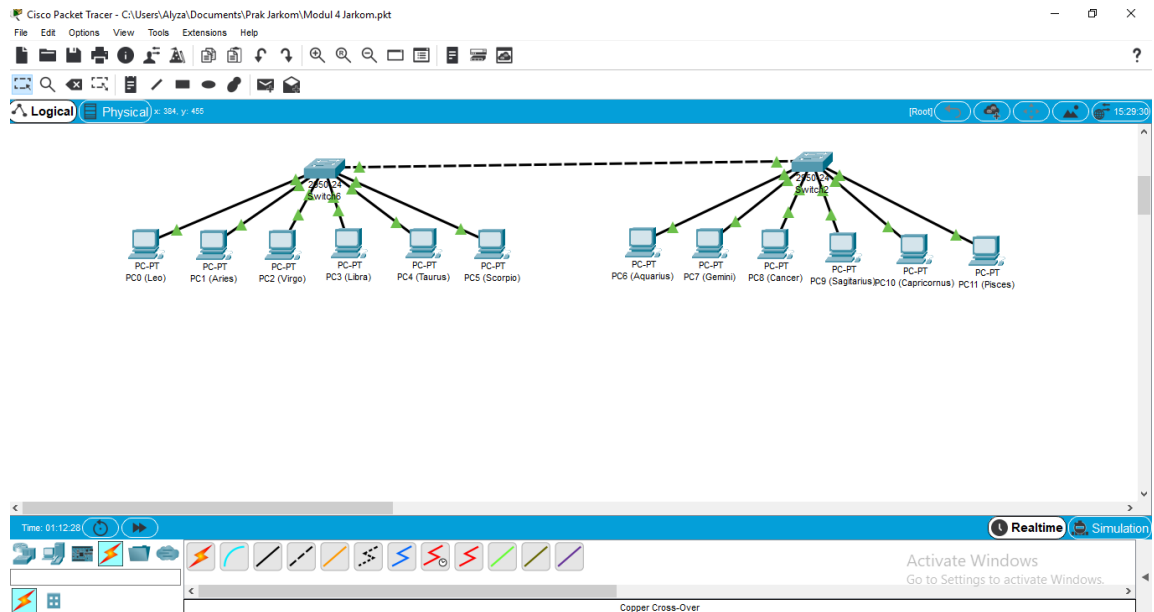 Cisco Packet Tracer - C:\Users\Alyza\Documents\Prak Jarkom\Modul 4 Jarkom.pkt
File Edit Options View Tools Extensions Help
?
Logical Physical x: 384, y: 455 [Root] 15:29:30
2950-24
Switch6
2950-24
Switch2
PC-PT
PC0 (Leo)
PC-PT
PC1 (Aries)
PC-PT
PC2 (Virgo)
PC-PT
PC3 (Libra)
PC-PT
PC4 (Taurus)
PC-PT
PC5 (Scorpio)
PC-PT
PC6 (Aquarius)
PC-PT
PC7 (Gemini)
PC-PT
PC8 (Cancer)
PC-PT
PC9 (Sagitarius)
PC-PT
PC10 (Capricornus)
PC-PT
PC11 (Pisces)
Time: 01:12:28 Realtime Simulation
Activate Windows
Go to Settings to activate Windows.
Copper Cross-Over